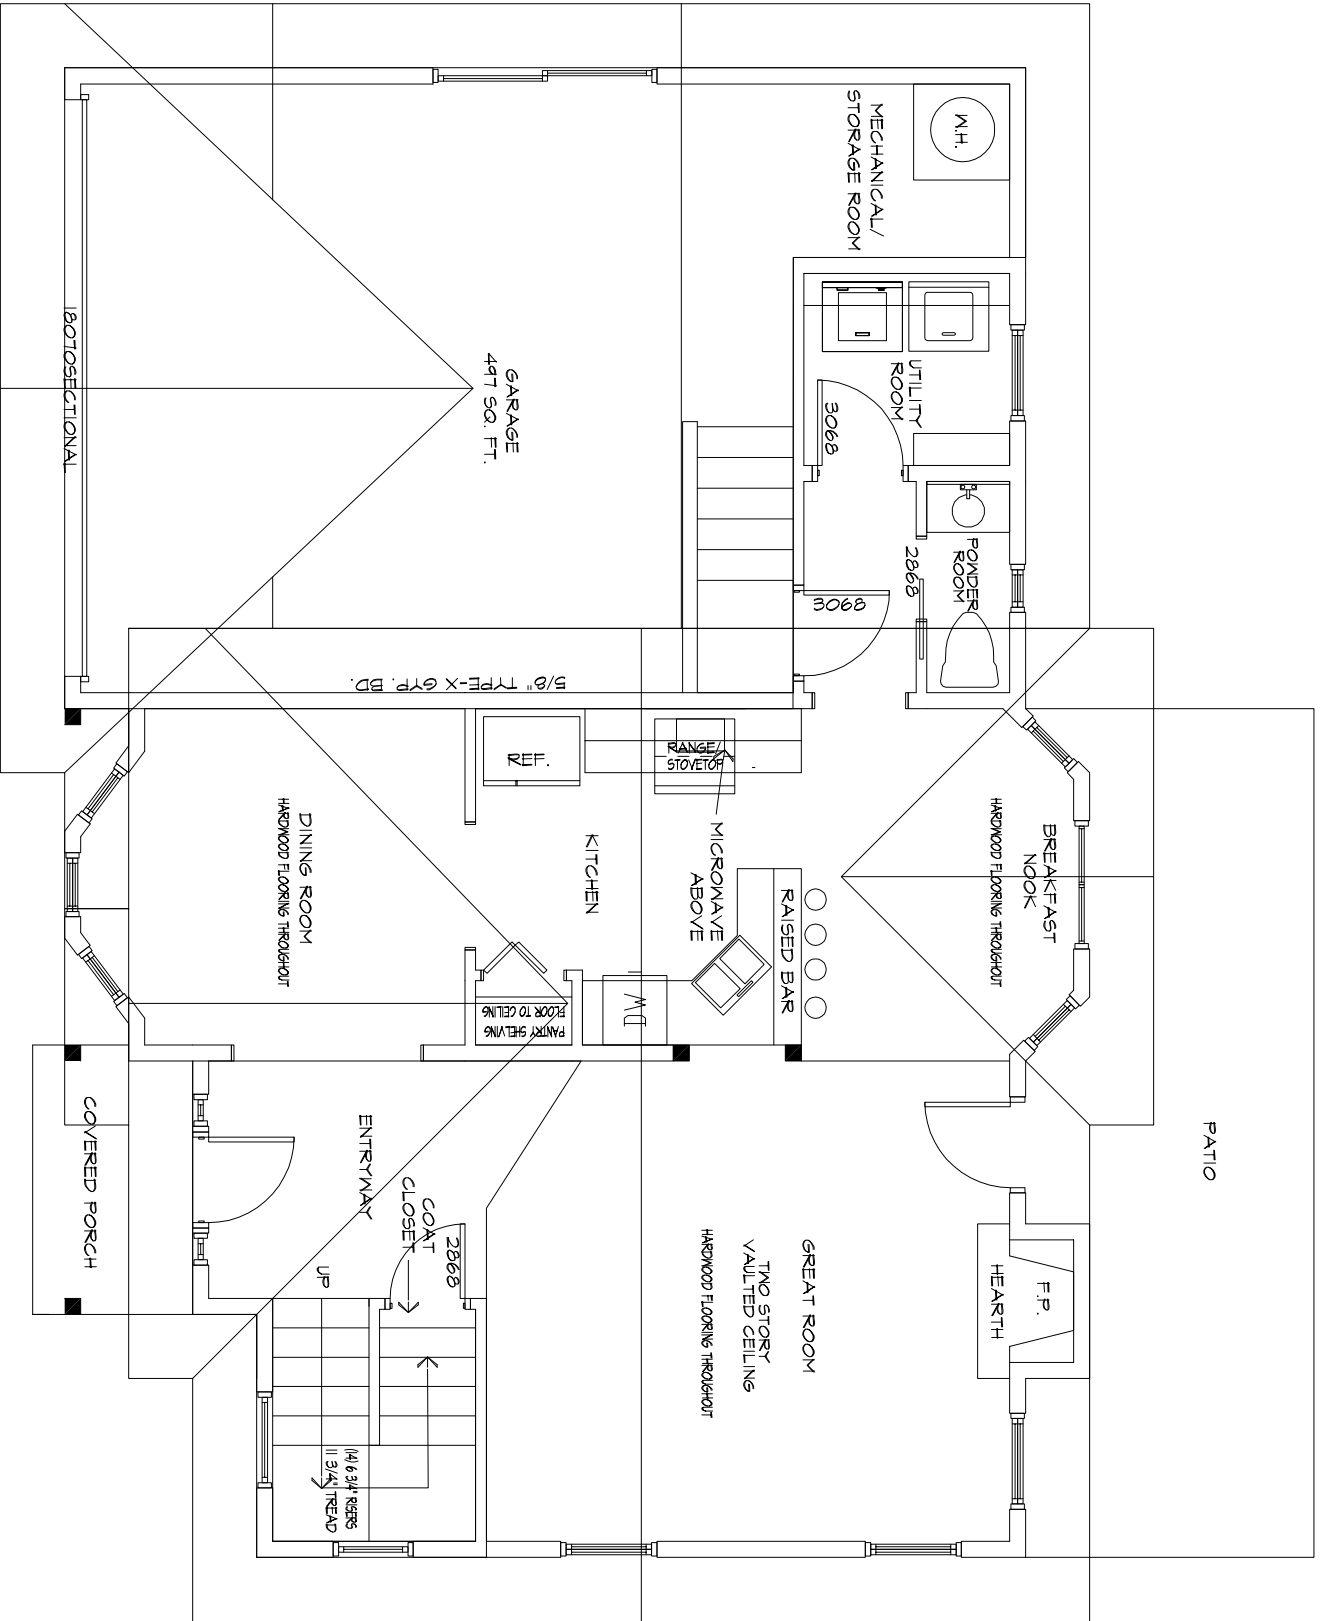 W.H.
MECHANICAL/
STORAGE ROOM
UTILITY
ROOM
3068
GARAGE
497 SQ. FT.
18070SECTIONAL
POWDER
ROOM
2868
3068
5/8" TYPE-X GYP. BD.
REF.
RANGE/
STOVETOP
MICROWAVE
ABOVE
KITCHEN
DINING ROOM
HARDWOOD FLOORING THROUGHOUT
BREAKFAST
NOOK
HARDWOOD FLOORING THROUGHOUT
RAISED BAR
DW
PANTRY SHELVING
FLOOR TO CEILING
PATIO
COVERED PORCH
ENTRYWAY
COAT
CLOSET
2868
UP
GREAT ROOM
TWO STORY
VAULTED CEILING
HARDWOOD FLOORING THROUGHOUT
F.P.
HEARTH
(14) 6 3/4" RISERS
11 3/4" TREAD